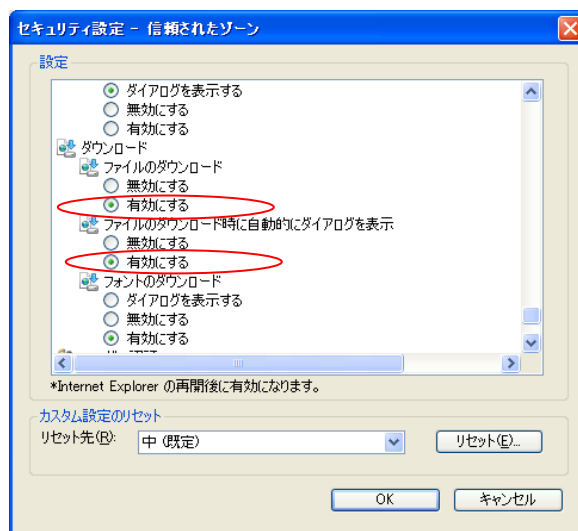 セキュリティ設定 - 信頼されたゾーン
設定
ダイアログを表示する
無効にする
有効にする
ダウンロード
ファイルのダウンロード
無効にする
有効にする
ファイルのダウンロード時に自動的にダイアログを表示
無効にする
有効にする
フォントのダウンロード
ダイアログを表示する
無効にする
有効にする
*Internet Explorer の再開後に有効になります。
カスタム設定のリセット
リセット先(R): 中 (既定) リセット(E)...
OK キャンセル